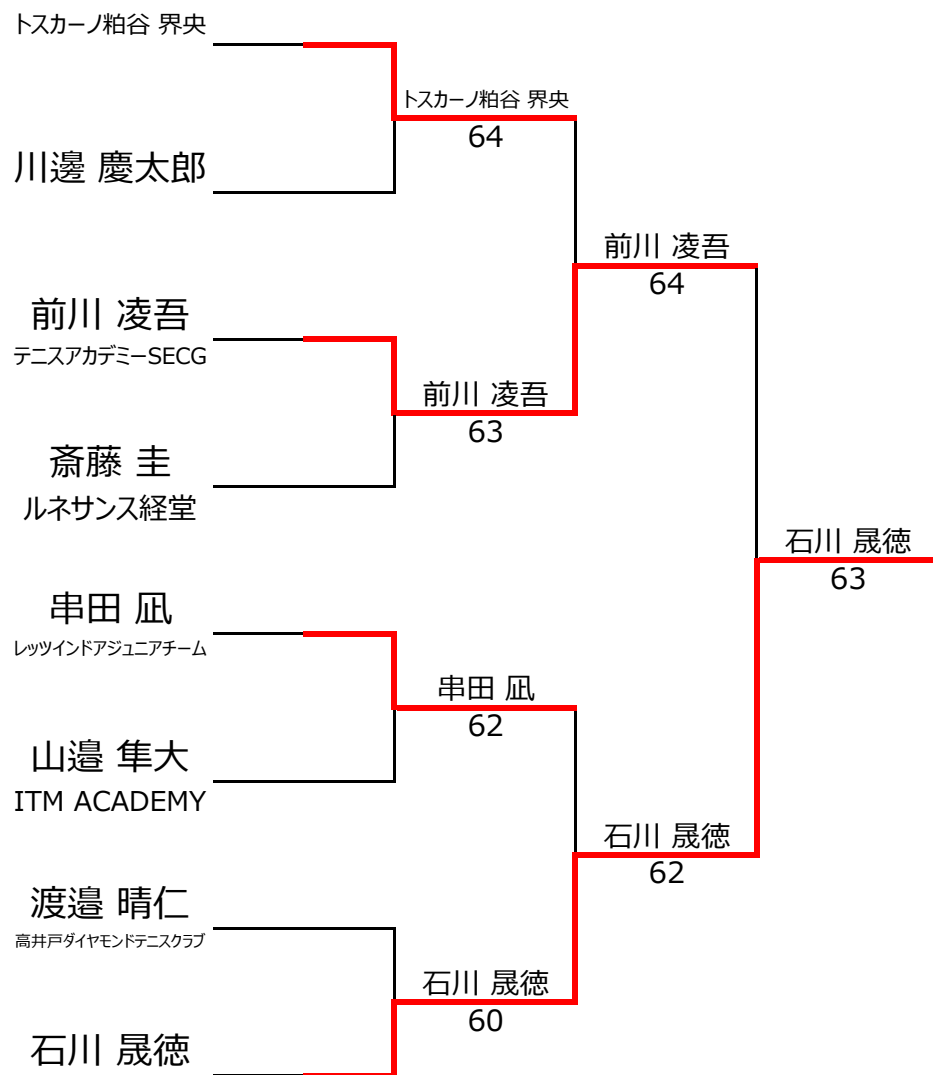 トスカーノ粕谷 界央
川邊 慶太郎
前川 凌吾
テニスアカデミーSECG
斎藤 圭
ルネサンス経堂
串田 凪
レッツインドアジュニアチーム
山邉 隼大
ITM ACADEMY
渡邉 晴仁
高井戸ダイヤモンドテニスクラブ
石川 晟徳
トスカーノ粕谷 界央
64
前川 凌吾
63
串田 凪
62
石川 晟徳
60
前川 凌吾
64
石川 晟徳
62
石川 晟徳
63